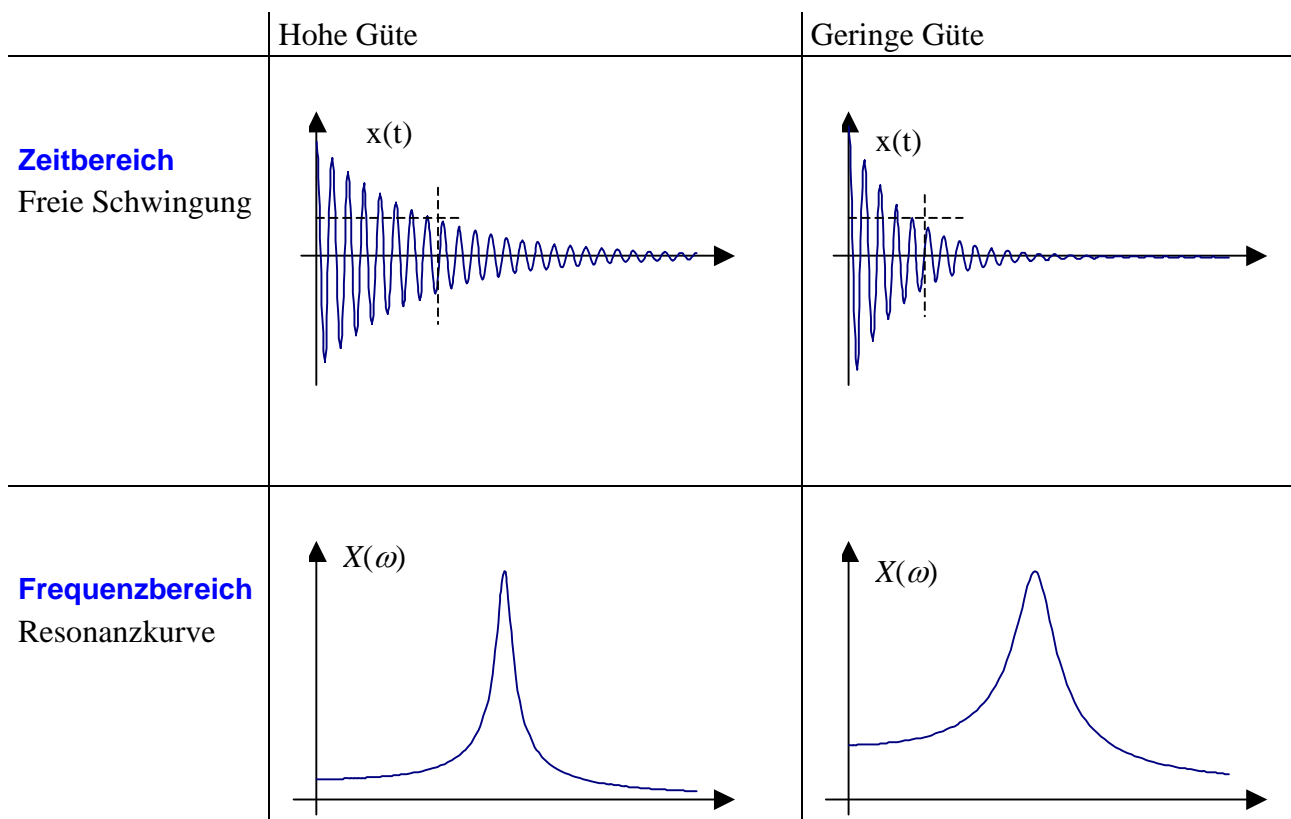 Hohe Güte
Geringe Güte
Zeitbereich
Freie Schwingung
x(t)
x(t)
Frequenzbereich
Resonanzkurve
X(ω)
X(ω)